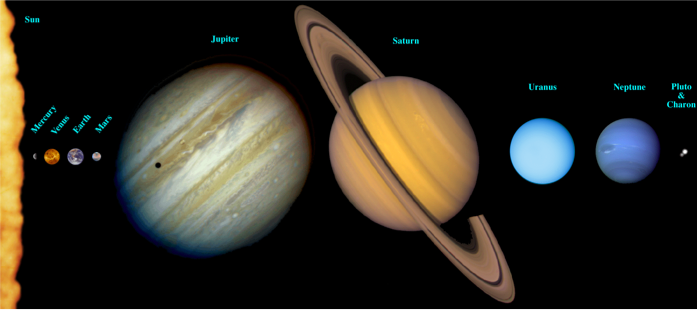 Sun
Mercury
Venus
Earth
Mars
Jupiter
Saturn
Uranus
Neptune
Pluto
&
Charon